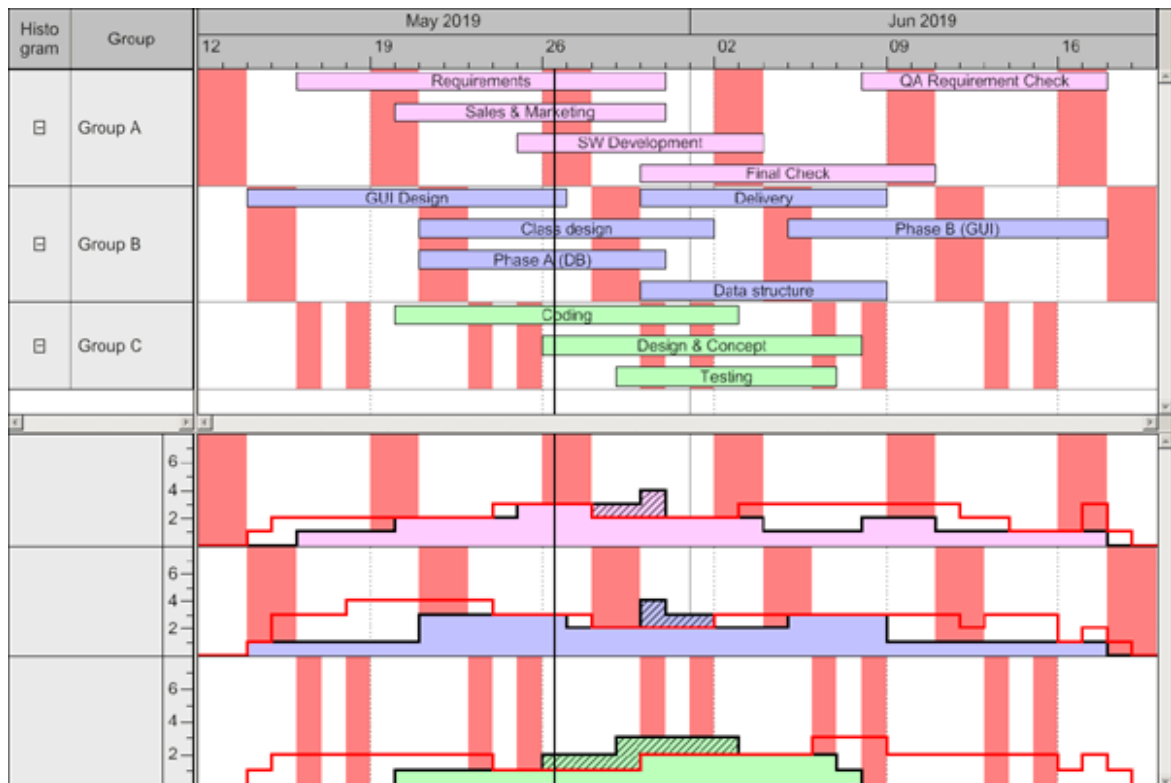 Histo
gram
Group
May 2019
Jun 2019
12
19
26
02
09
16
Group A
Requirements
QA Requirement Check
Sales & Marketing
SW Development
Final Check
Group B
GUI Design
Delivery
Class design
Phase B (GUI)
Phase A (DB)
Data structure
Group C
Coding
Design & Concept
Testing
6
4
2
6
4
2
6
4
2